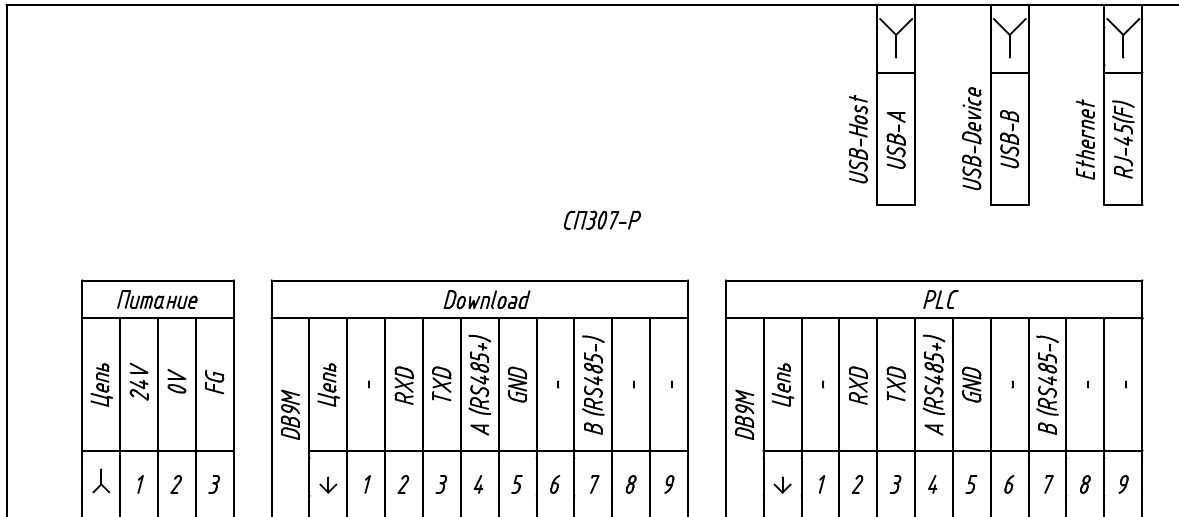 USB-Host
USB-A
USB-Device
USB-B
Ethernet
RJ-45(F)
СП307-Р
Питание
Цепь
24V
0V
FG
1
2
3
Download
DB9M
Цепь
-
RXD
TXD
A (RS485+)
GND
-
B (RS485-)
-
-
1
2
3
4
5
6
7
8
9
PLC
DB9M
Цепь
-
RXD
TXD
A (RS485+)
GND
-
B (RS485-)
-
-
1
2
3
4
5
6
7
8
9